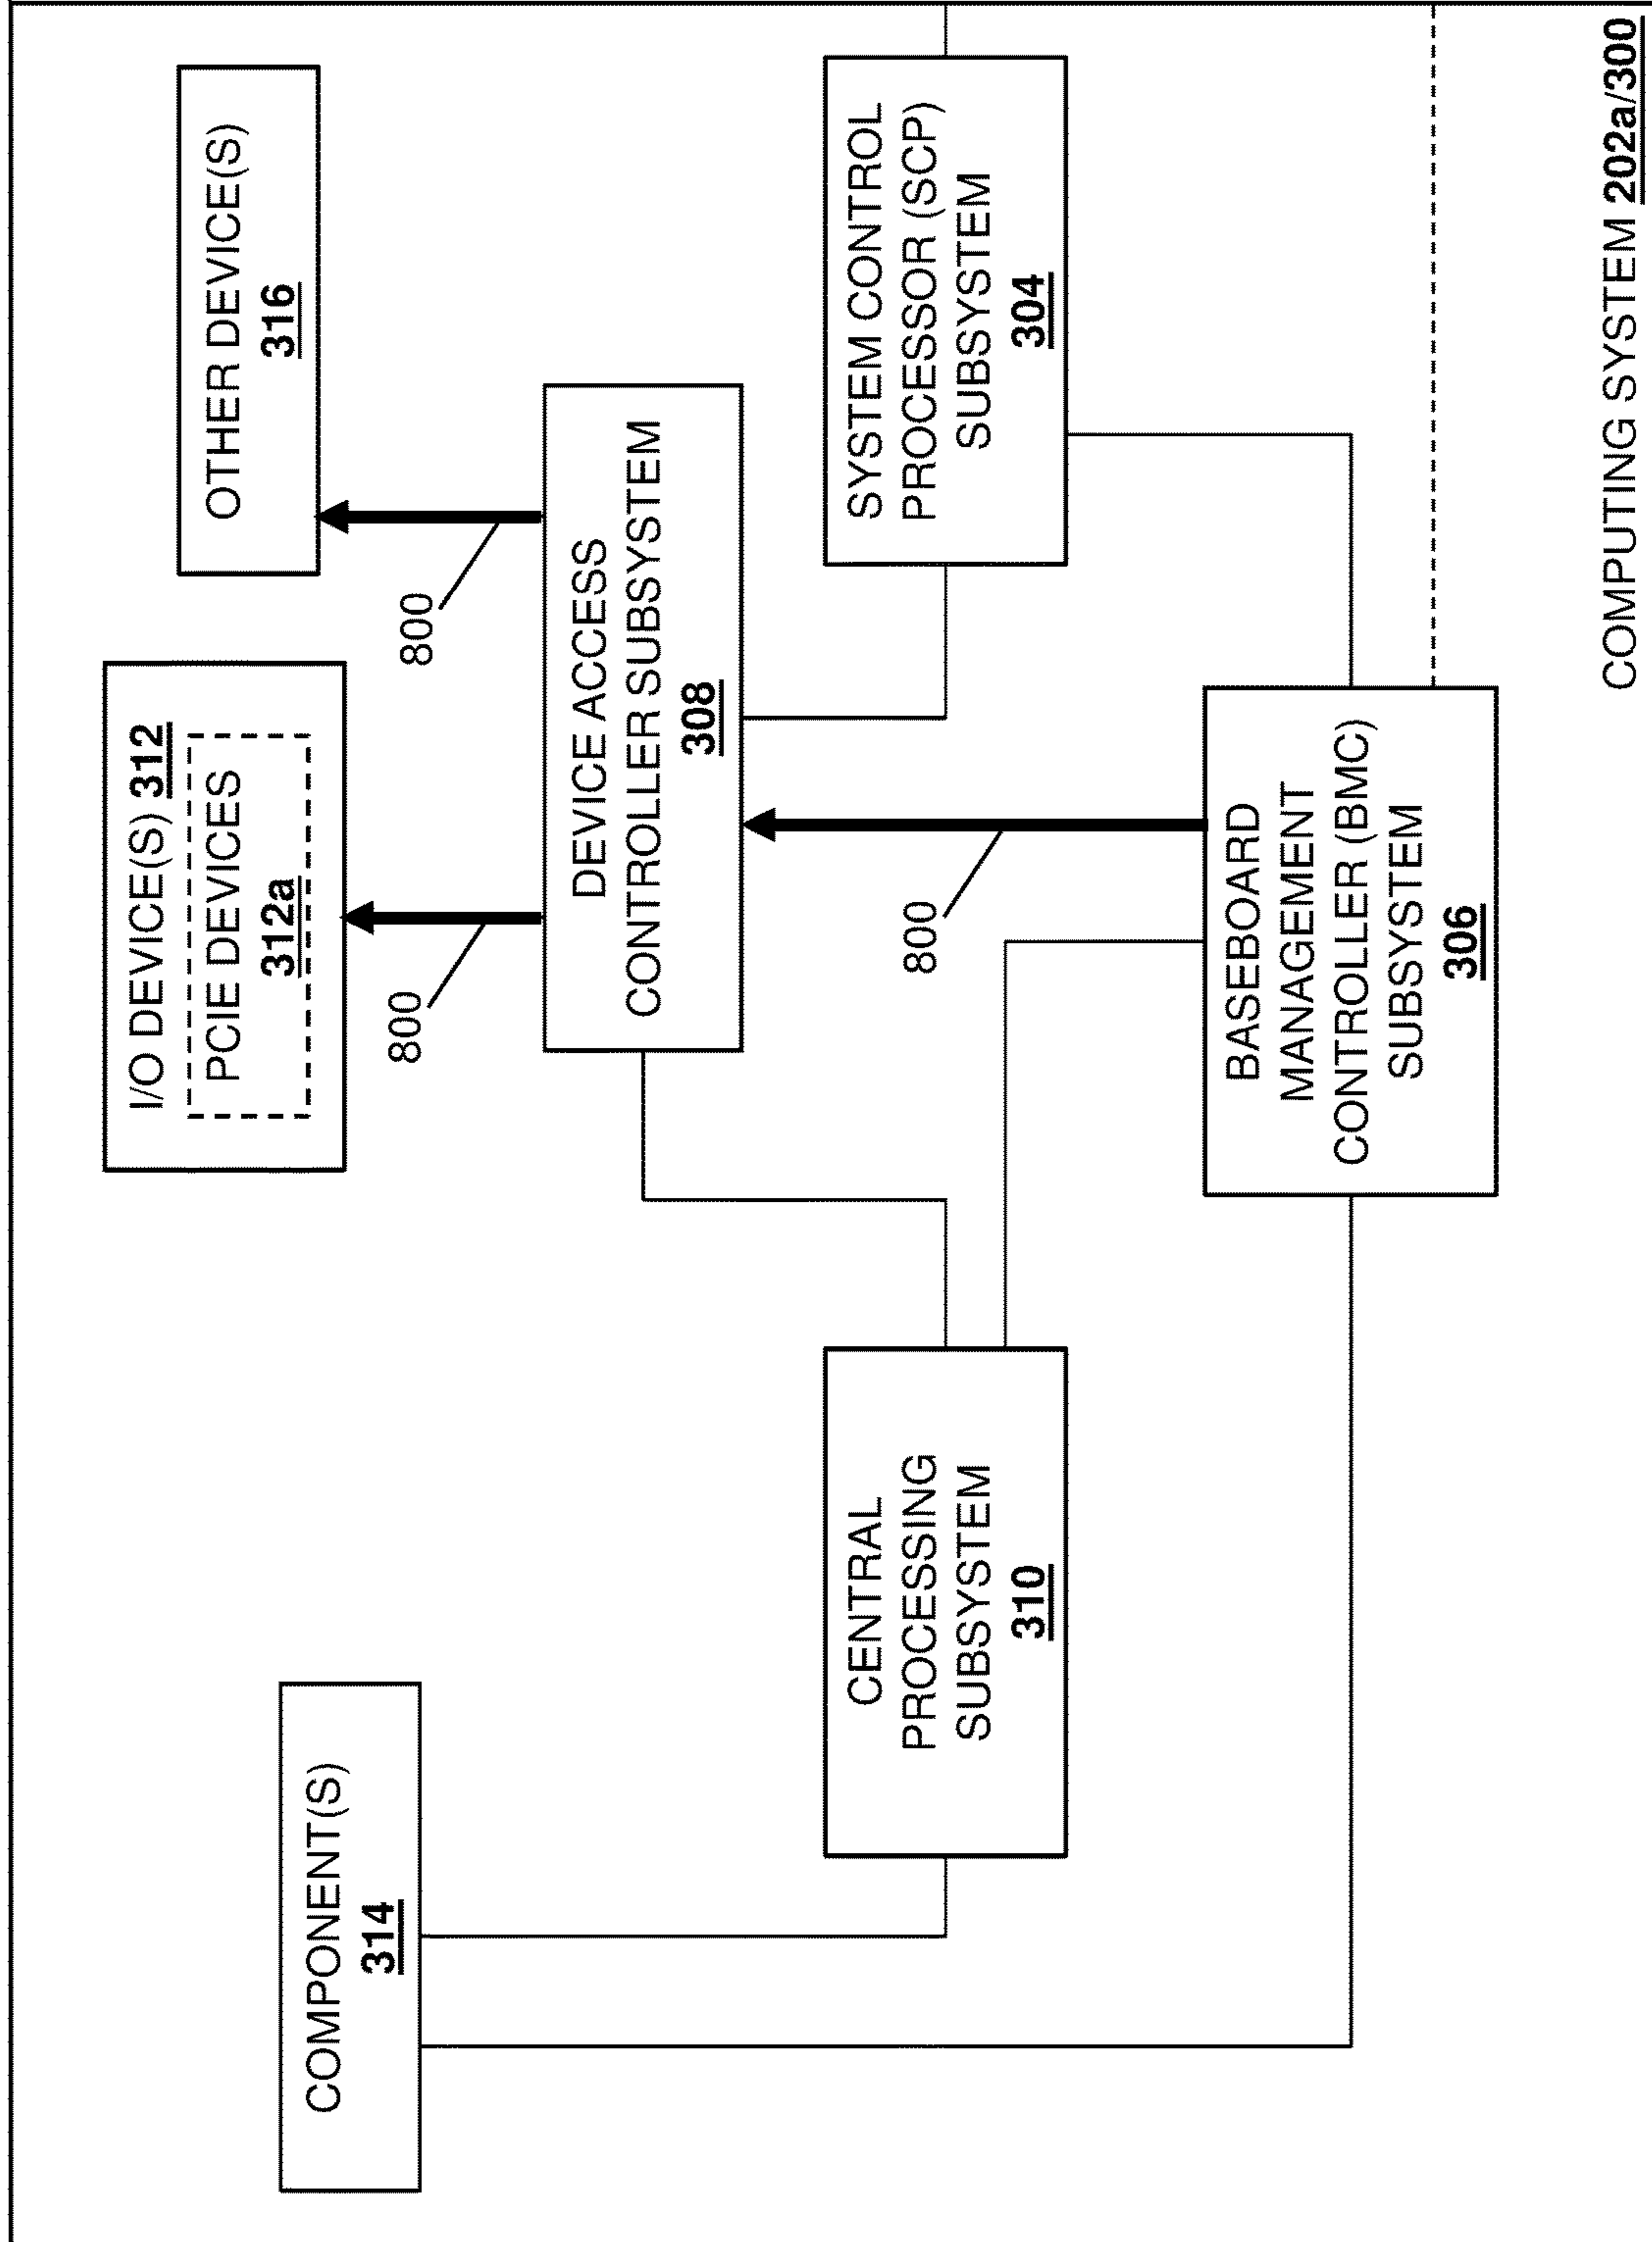 COMPONENT(S)
314
I/O DEVICE(S) 312
PCIE DEVICES
312a
OTHER DEVICE(S)
316
800
800
DEVICE ACCESS
CONTROLLER SUBSYSTEM
308
CENTRAL
PROCESSING
SUBSYSTEM
310
800
SYSTEM CONTROL
PROCESSOR (SCP)
SUBSYSTEM
304
BASEBOARD
MANAGEMENT
CONTROLLER (BMC)
SUBSYSTEM
306
COMPUTING SYSTEM 202a/300